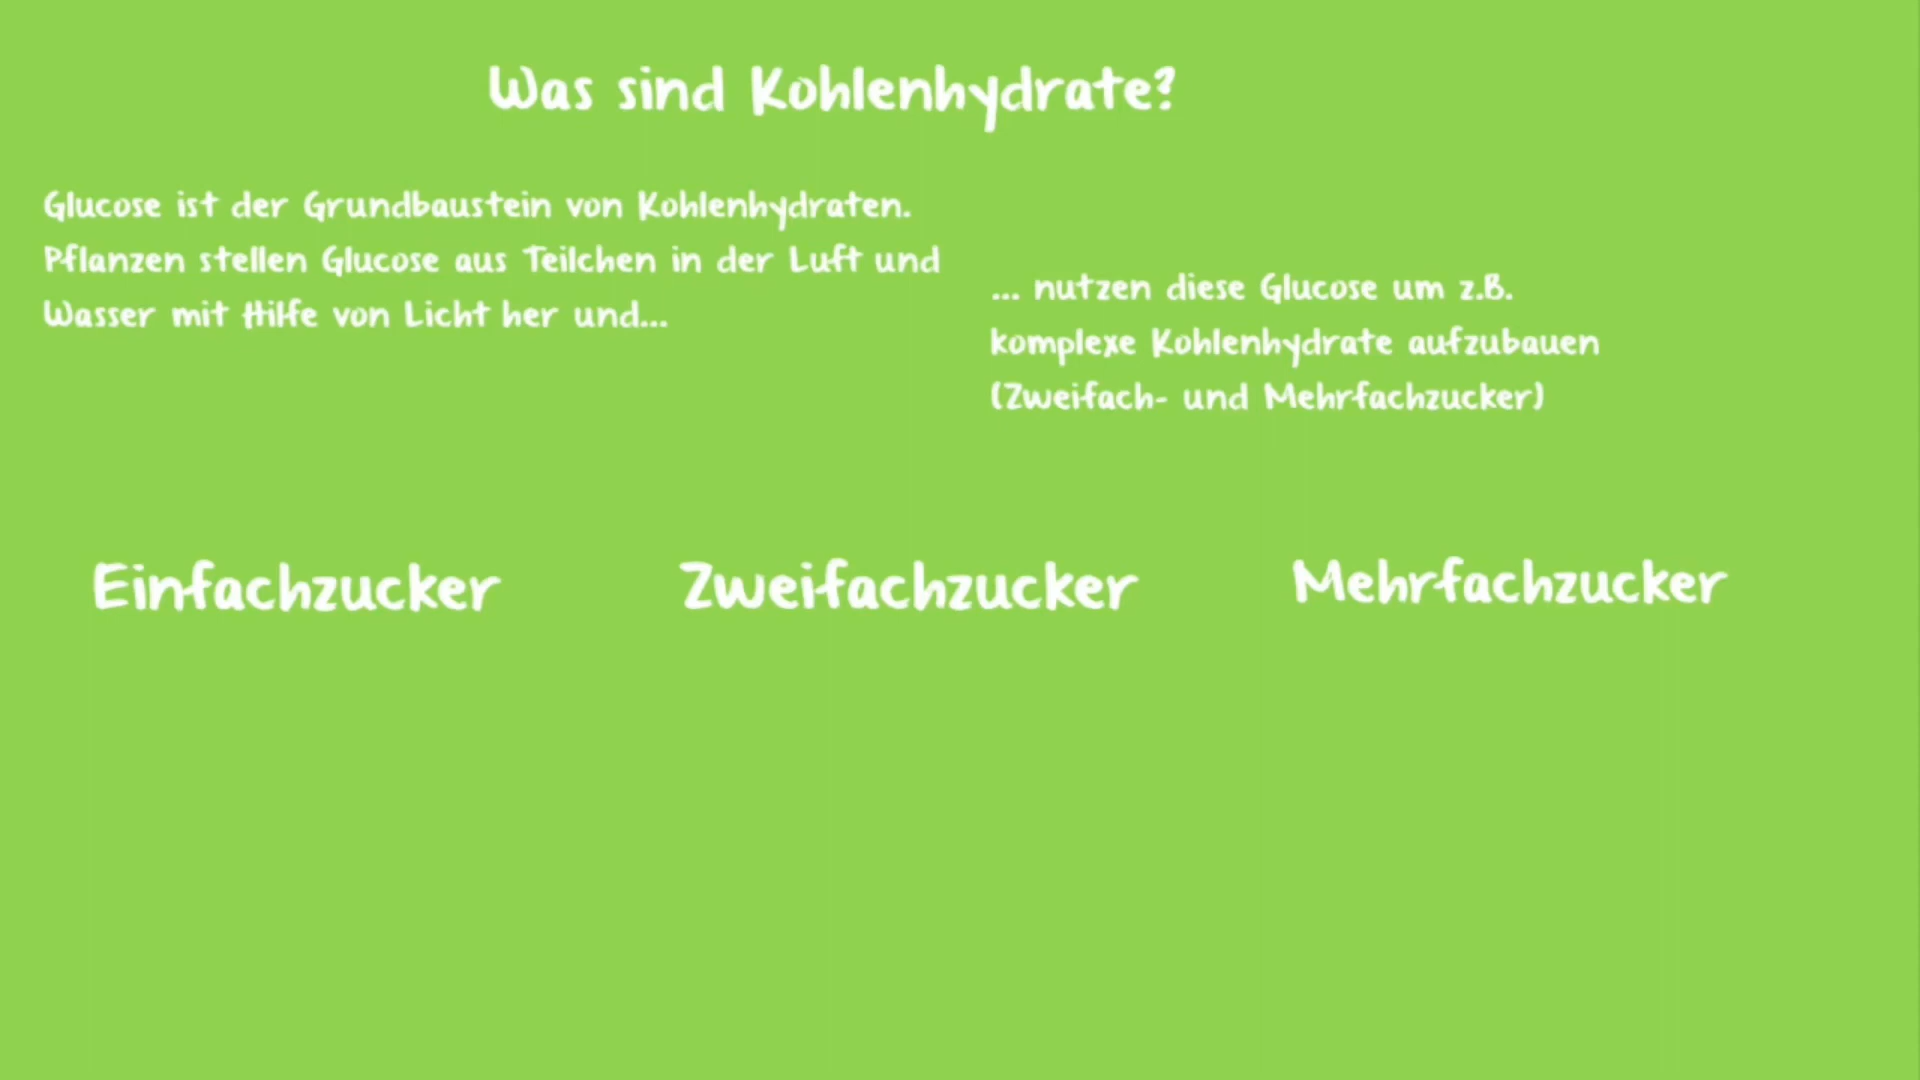 Was sind Kohlenhydrate?
Glucose ist der Grundbaustein von Kohlenhydraten.
Pflanzen stellen Glucose aus Teilchen in der Luft und
Wasser mit Hilfe von Licht her und...
... nutzen diese Glucose um z.B.
komplexe Kohlenhydrate aufzubauen
(Zweifach- und Mehrfachzucker)
Einfachzucker
Zweifachzucker
Mehrfachzucker